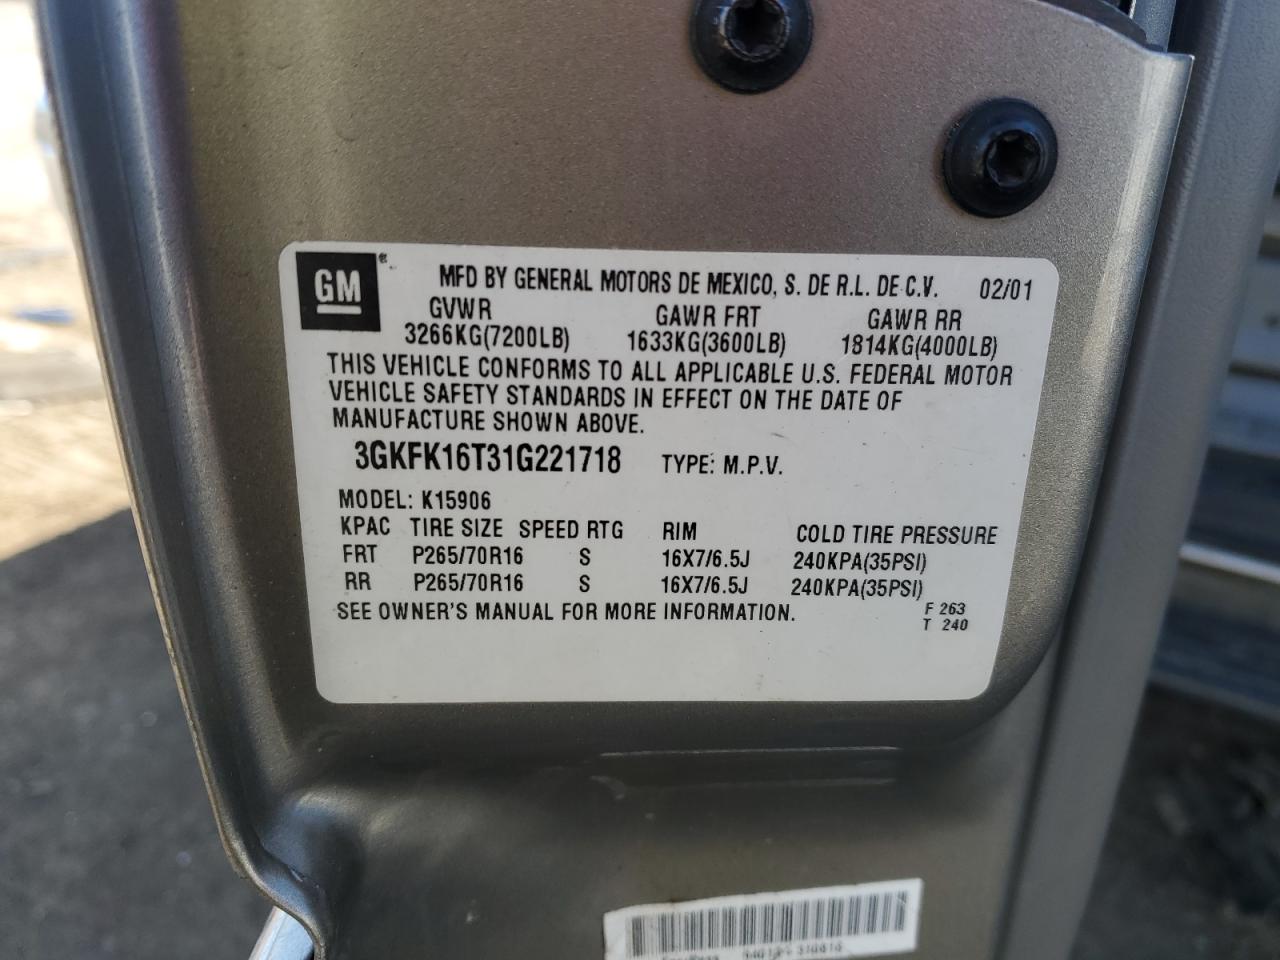 GM ® MFD BY GENERAL MOTORS DE MEXICO, S. DE R.L. DE C.V. 02/01
GVWR GAWR FRT GAWR RR
3266KG(7200LB) 1633KG(3600LB) 1814KG(4000LB)
THIS VEHICLE CONFORMS TO ALL APPLICABLE U.S. FEDERAL MOTOR
VEHICLE SAFETY STANDARDS IN EFFECT ON THE DATE OF
MANUFACTURE SHOWN ABOVE.
3GKFK16T31G221718 TYPE: M.P.V.
MODEL: K15906
KPAC TIRE SIZE SPEED RTG RIM COLD TIRE PRESSURE
FRT P265/70R16 S 16X7/6.5J 240KPA(35PSI)
RR P265/70R16 S 16X7/6.5J 240KPA(35PSI)
SEE OWNER'S MANUAL FOR MORE INFORMATION. F 263
T 240